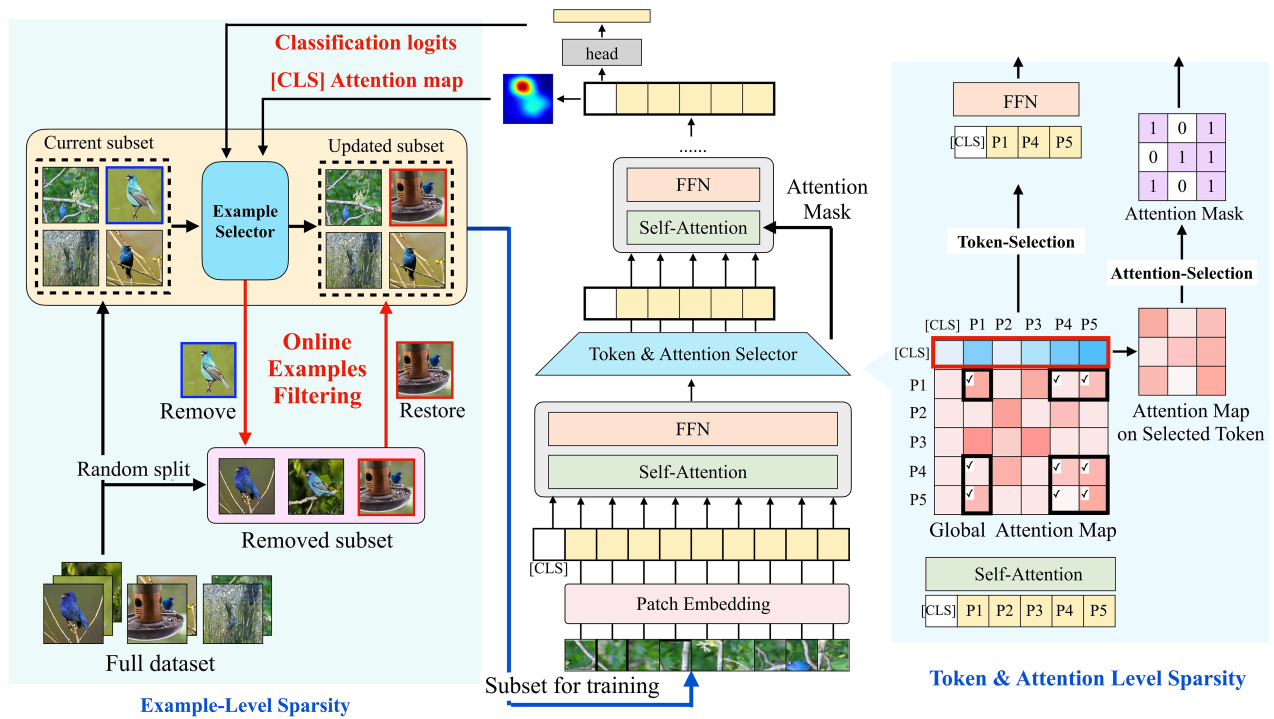 Classification logits
[CLS] Attention map
Current subset
Updated subset
Example
Selector
Online
Examples
Filtering
Remove
Restore
Random split
Removed subset
Full dataset
Example-Level Sparsity
Subset for training
head
......
FFN
Self-Attention
Attention
Mask
Token & Attention Selector
FFN
Self-Attention
[CLS]
Patch Embedding
FFN
[CLS] P1 P4 P5
1 0 1
0 1 1
1 0 1
Attention Mask
Token-Selection
Attention-Selection
[CLS] P1 P2 P3 P4 P5
[CLS]
P1
P2
P3
P4
P5
✓ ✓ ✓
✓ ✓ ✓
✓ ✓ ✓
Global Attention Map
Attention Map
on Selected Token
Self-Attention
[CLS] P1 P2 P3 P4 P5
Token & Attention Level Sparsity